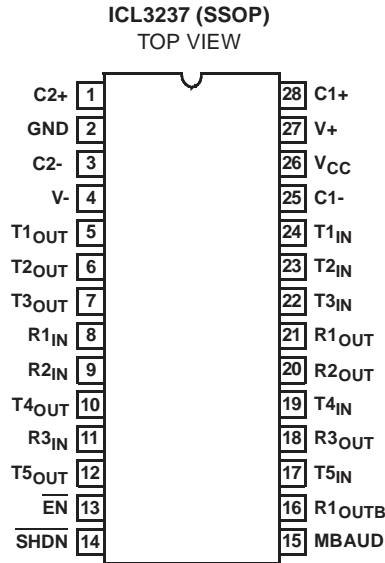 ICL3237 (SSOP)
TOP VIEW
C2+ 1 28 C1+
GND 2 27 V+
C2- 3 26 VCC
V- 4 25 C1-
T1OUT 5 24 T1IN
T2OUT 6 23 T2IN
T3OUT 7 22 T3IN
R1IN 8 21 R1OUT
R2IN 9 20 R2OUT
T4OUT 10 19 T4IN
R3IN 11 18 R3OUT
T5OUT 12 17 T5IN
EN 13 16 R1OUTB
SHDN 14 15 MBAUD